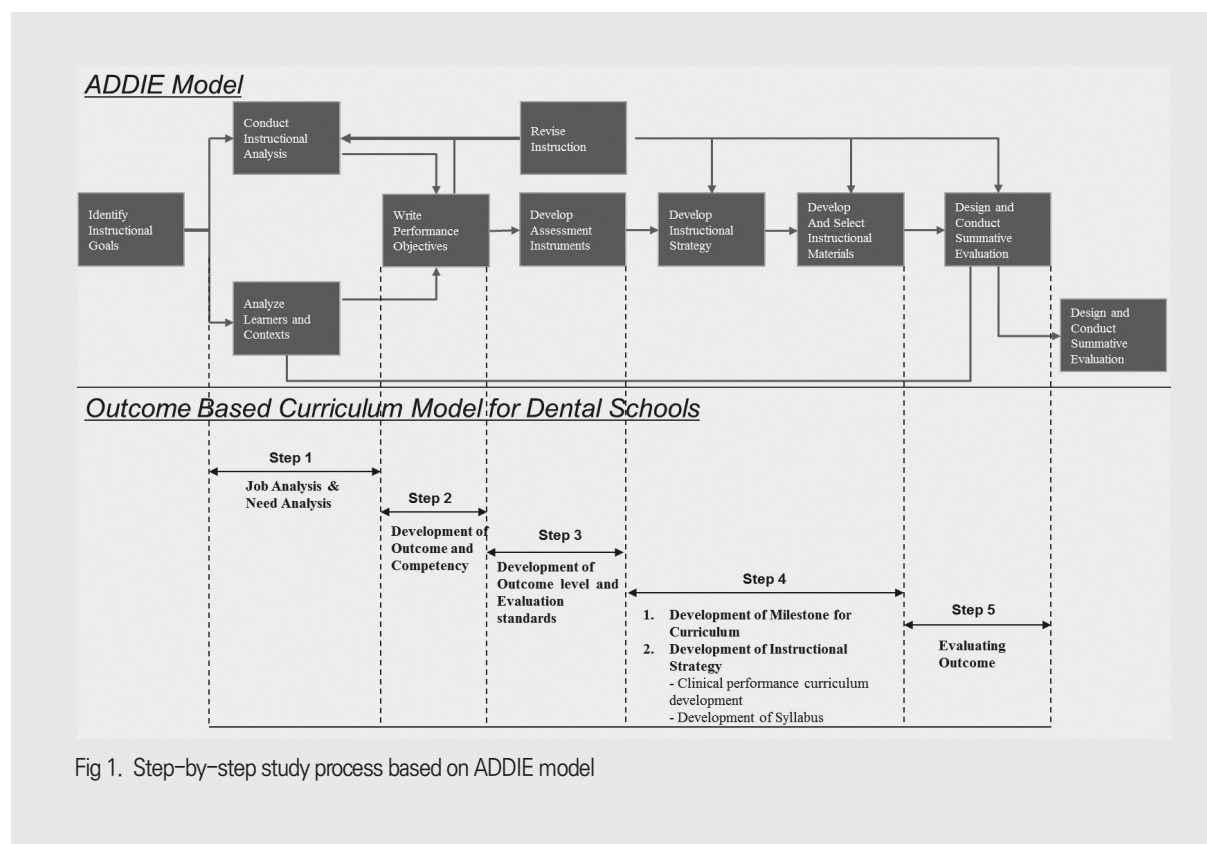 ADDIE Model
Conduct
Instructional
Analysis
Revise
Instruction
Identify
Instructional
Goals
Write
Performance
Objectives
Develop
Assessment
Instruments
Develop
Instructional
Strategy
Develop
And Select
Instructional
Materials
Design and
Conduct
Summative
Evaluation
Analyze
Learners and
Contexts
Design and
Conduct
Summative
Evaluation
Outcome Based Curriculum Model for Dental Schools
Step 1
Job Analysis &
Need Analysis
Step 2
Development of
Outcome and
Competency
Step 3
Development of
Outcome level and
Evaluation
standards
Step 4
1. Development of Milestone for
Curriculum
2. Development of Instructional
Strategy
- Clinical performance curriculum
development
- Development of Syllabus
Step 5
Evaluating
Outcome
Fig 1. Step-by-step study process based on ADDIE model